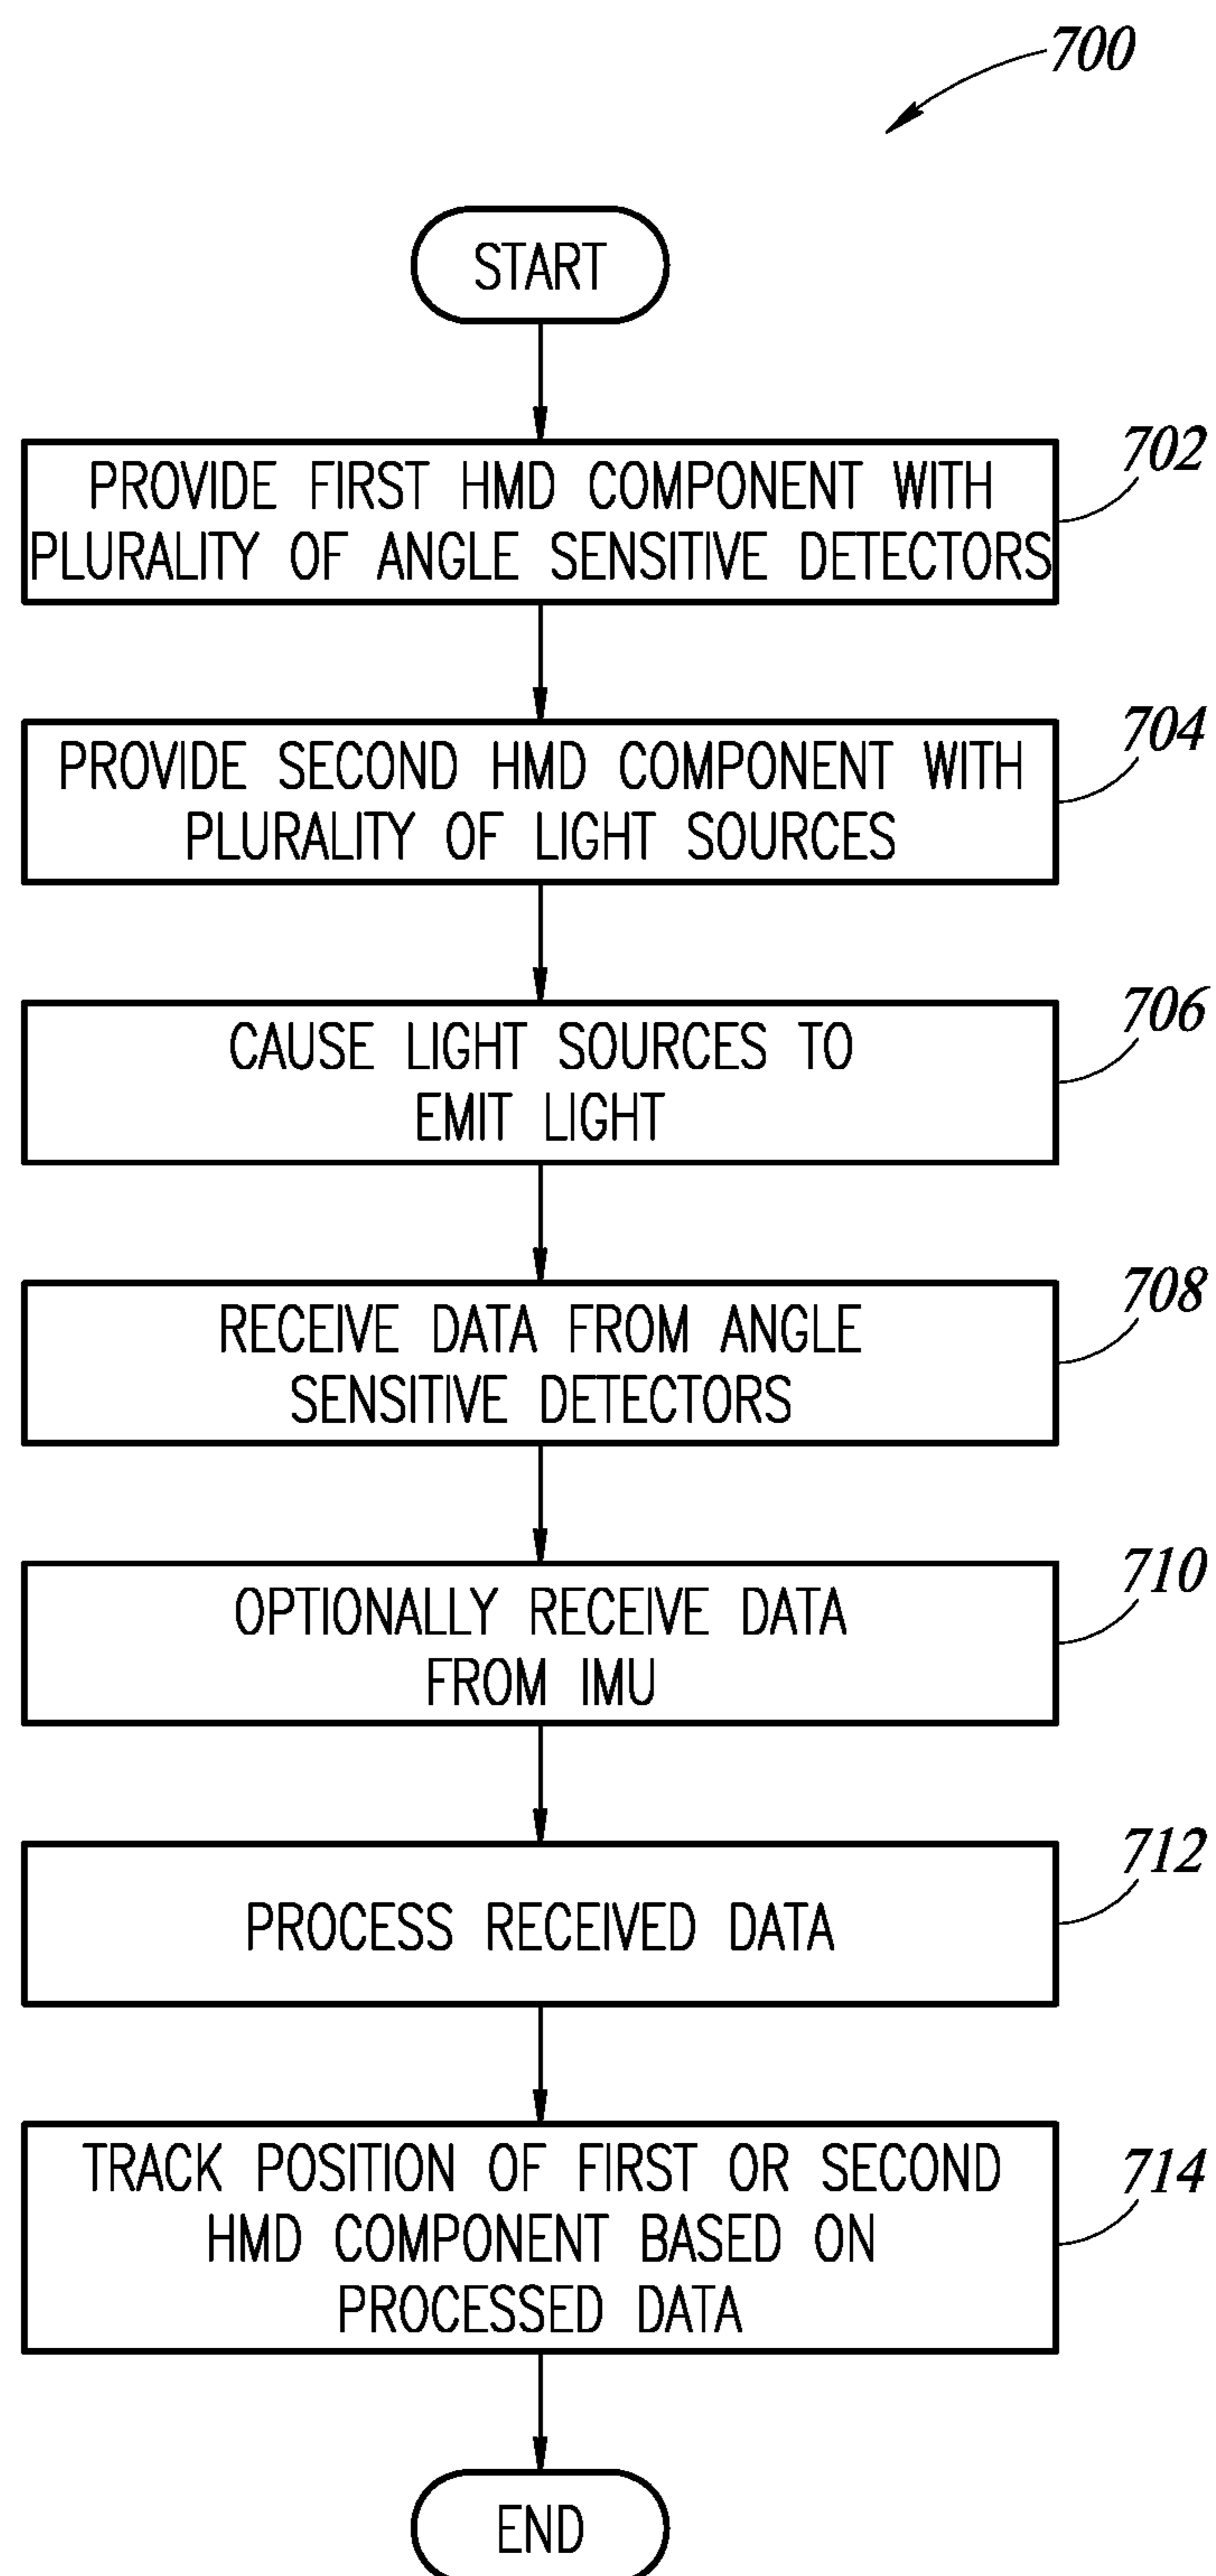 700
START
702
PROVIDE FIRST HMD COMPONENT WITH
PLURALITY OF ANGLE SENSITIVE DETECTORS
704
PROVIDE SECOND HMD COMPONENT WITH
PLURALITY OF LIGHT SOURCES
706
CAUSE LIGHT SOURCES TO
EMIT LIGHT
708
RECEIVE DATA FROM ANGLE
SENSITIVE DETECTORS
710
OPTIONALLY RECEIVE DATA
FROM IMU
712
PROCESS RECEIVED DATA
714
TRACK POSITION OF FIRST OR SECOND
HMD COMPONENT BASED ON
PROCESSED DATA
END